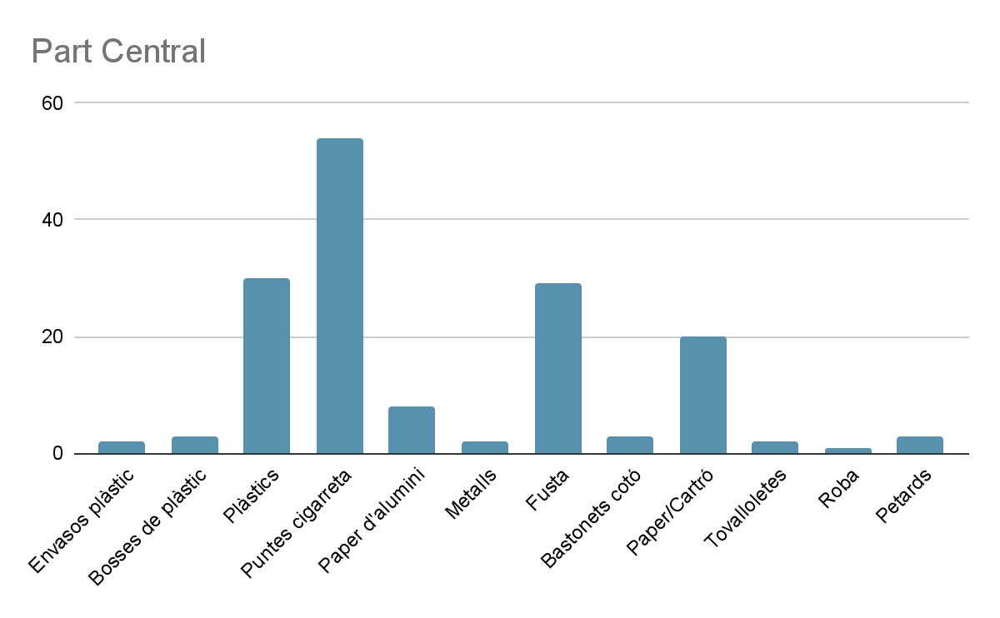 Part Central
60
40
20
0
Envasos plàstic
Bosses de plàstic
Plàstics
Puntes cigarreta
Paper d'alumini
Metalls
Fusta
Bastonets cotó
Paper/Cartró
Tovalloletes
Roba
Petards